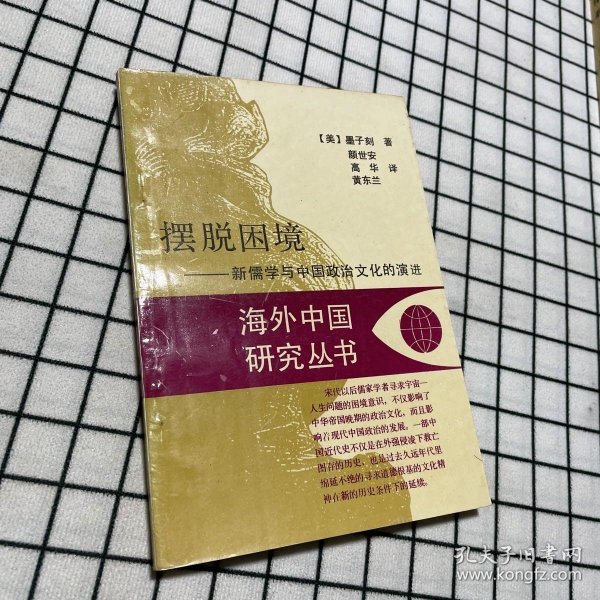 【美】墨子刻 著
颜世安
高华 译
黄东兰
摆脱困境
——新儒学与中国政治文化的演进
海外中国
研究丛书
宋代以后儒家学者寻求宇宙—
人生问题的困境意识，不仅影响了
中华帝国晚期的政治文化，而且影
响着现代中国政治的发展。一部中
国近代史不仅是在外强侵凌下救亡
图存的历史，也是过去久远年代里
绵延不绝的寻求道德根基的文化精
神在新的历史条件下的延续。
孔夫子旧书网
www.kongfz.com